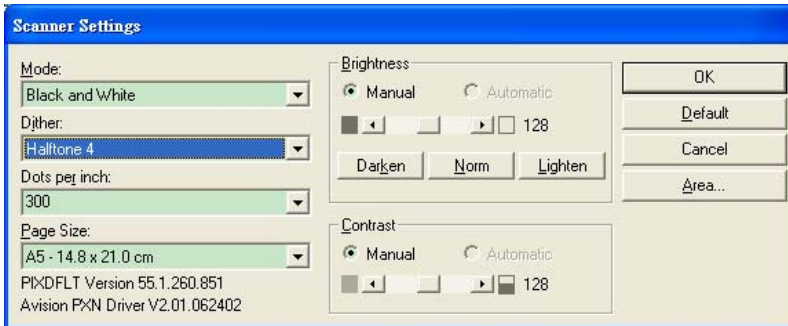 Scanner Settings
Mode:
Black and White
Dither:
Halftone 4
Dots per inch:
300
Page Size:
A5 - 14.8 x 21.0 cm
PIXDFLT Version 55.1.260.851
Avision PXN Driver V2.01.062402
Brightness
Manual Automatic
128
Darken Norm Lighten
Contrast
Manual Automatic
128
OK
Default
Cancel
Area...